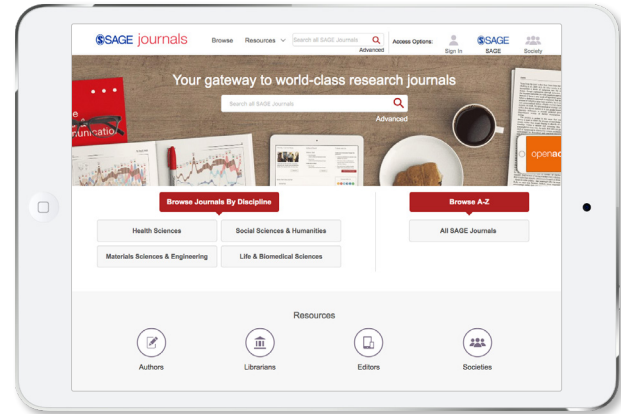 SAGE journals
Browse Resources Search all SAGE Journals Access Options:
Advanced Sign In SAGE Society
SAGE
Your gateway to world-class research journals
Search all SAGE Journals
Advanced
Browse Journals By Discipline
Browse A-Z
Health Sciences
Social Sciences & Humanities
All SAGE Journals
Materials Sciences & Engineering
Life & Biomedical Sciences
Resources
Authors
Librarians
Editors
Societies